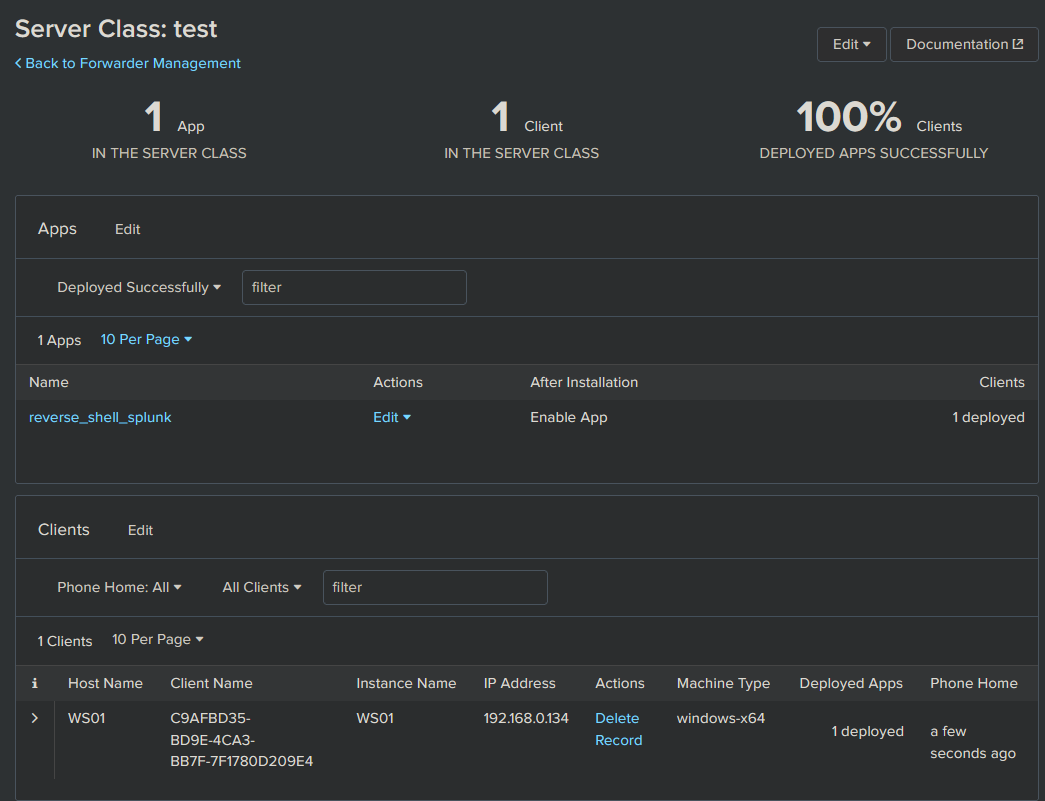 Server Class: test
Back to Forwarder Management
Edit
Documentation
1 App
IN THE SERVER CLASS
1 Client
IN THE SERVER CLASS
100% Clients
DEPLOYED APPS SUCCESSFULLY
Apps Edit
Deployed Successfully filter
1 Apps 10 Per Page
Name Actions After Installation Clients
reverse_shell_splunk Edit Enable App 1 deployed
Clients Edit
Phone Home: All All Clients filter
1 Clients 10 Per Page
i Host Name Client Name Instance Name IP Address Actions Machine Type Deployed Apps Phone Home
WS01
C9AFBD35-
BD9E-4CA3-
BB7F-7F1780D209E4
WS01
192.168.0.134
Delete
Record
windows-x64
1 deployed
a few
seconds ago